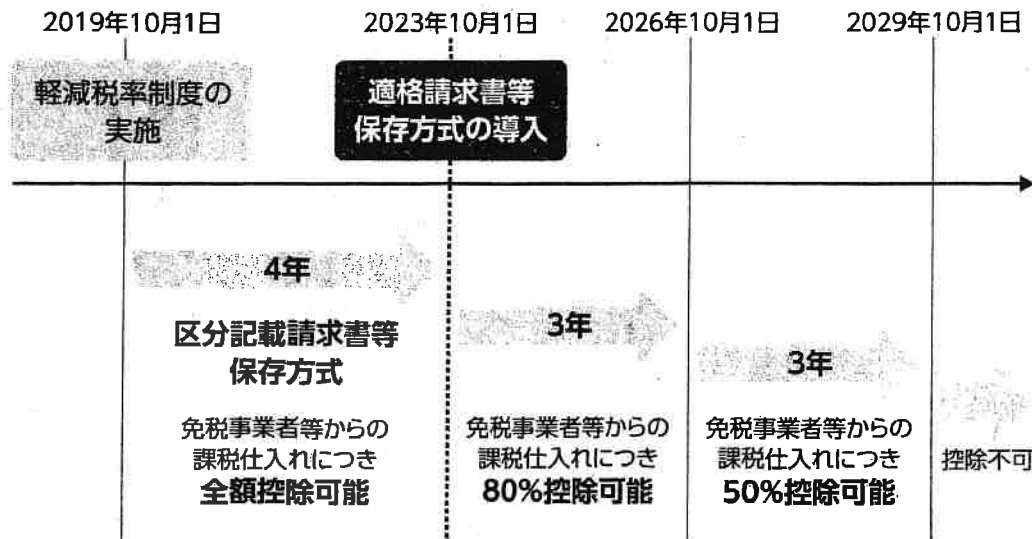 2019年10月1日
2023年10月1日
2026年10月1日
2029年10月1日
軽減税率制度の
実施
適格請求書等
保存方式の導入
4年
区分記載請求書等
保存方式
免税事業者等からの
課税仕入れにつき
全額控除可能
3年
免税事業者等からの
課税仕入れにつき
80%控除可能
3年
免税事業者等からの
課税仕入れにつき
50%控除可能
控除不可